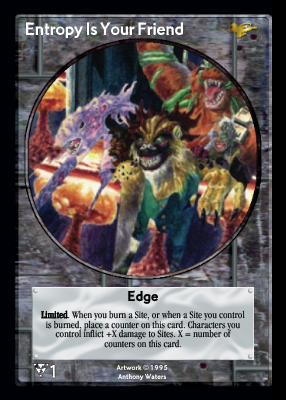 Entropy Is Your Friend
Edge
Limited. When you burn a Site, or when a Site you control
is burned, place a counter on this card. Characters you
control inflict +X damage to Sites. X = number of
counters on this card.
Artwork © 1995
Anthony Waters
1